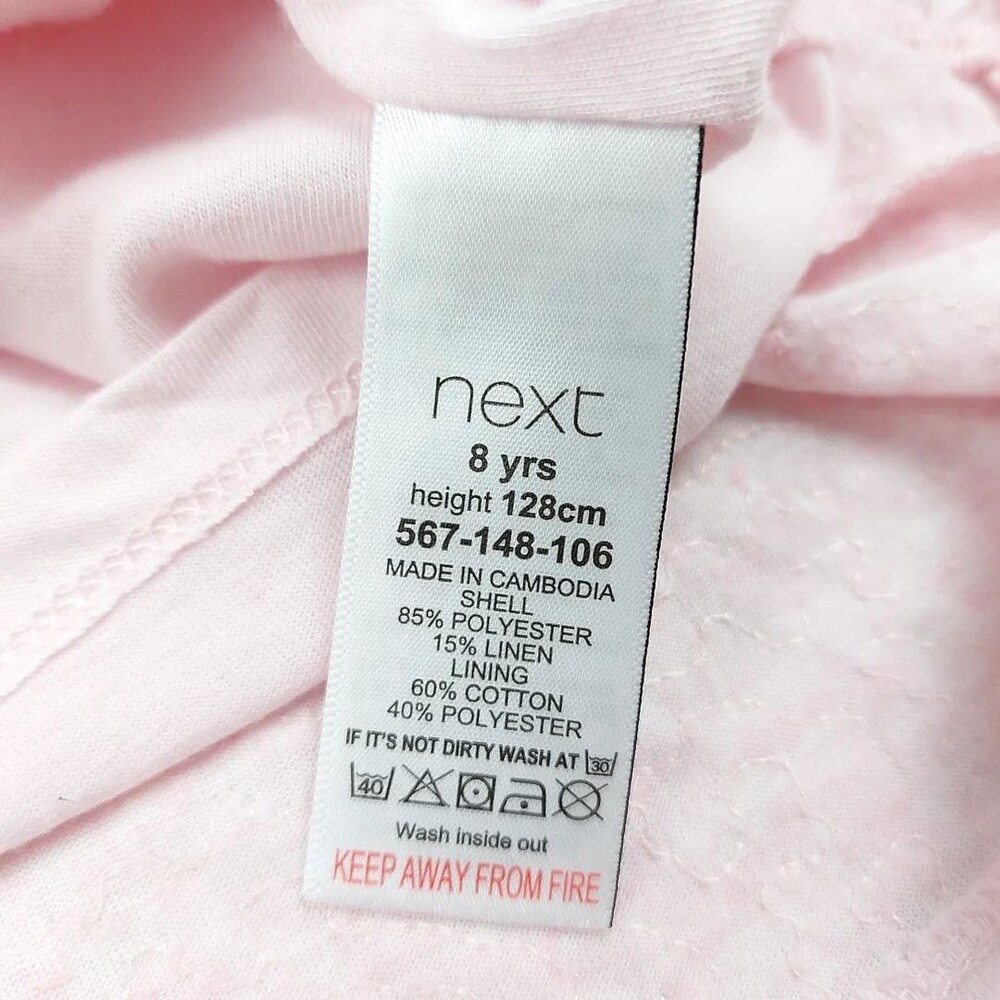 next
8 yrs
height 128cm
567-148-106
MADE IN CAMBODIA
SHELL
85% POLYESTER
15% LINEN
LINING
60% COTTON
40% POLYESTER
IF IT'S NOT DIRTY WASH AT 30
40
Wash inside out
KEEP AWAY FROM FIRE